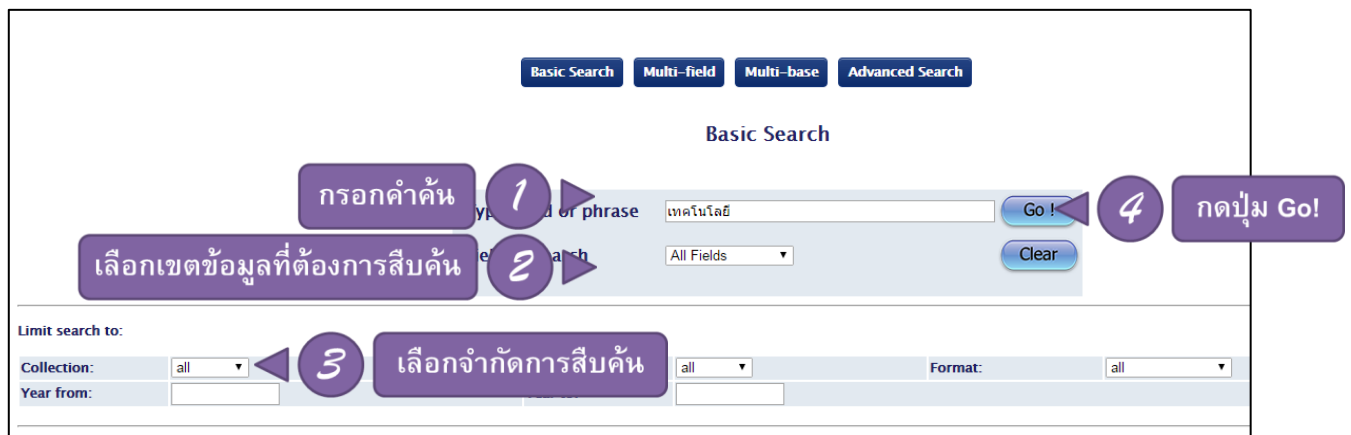 Basic Search Multi-field Multi-base Advanced Search
Basic Search
กรอกคำค้น 1 or phrase เทคโนโลยี Go ! 4 กดปุ่ม Go!
เลือกเขตข้อมูลที่ต้องการสืบค้น 2 All Fields Clear
Limit search to:
Collection: all 3 เลือกจำกัดการสืบค้น all Format: all
Year from: